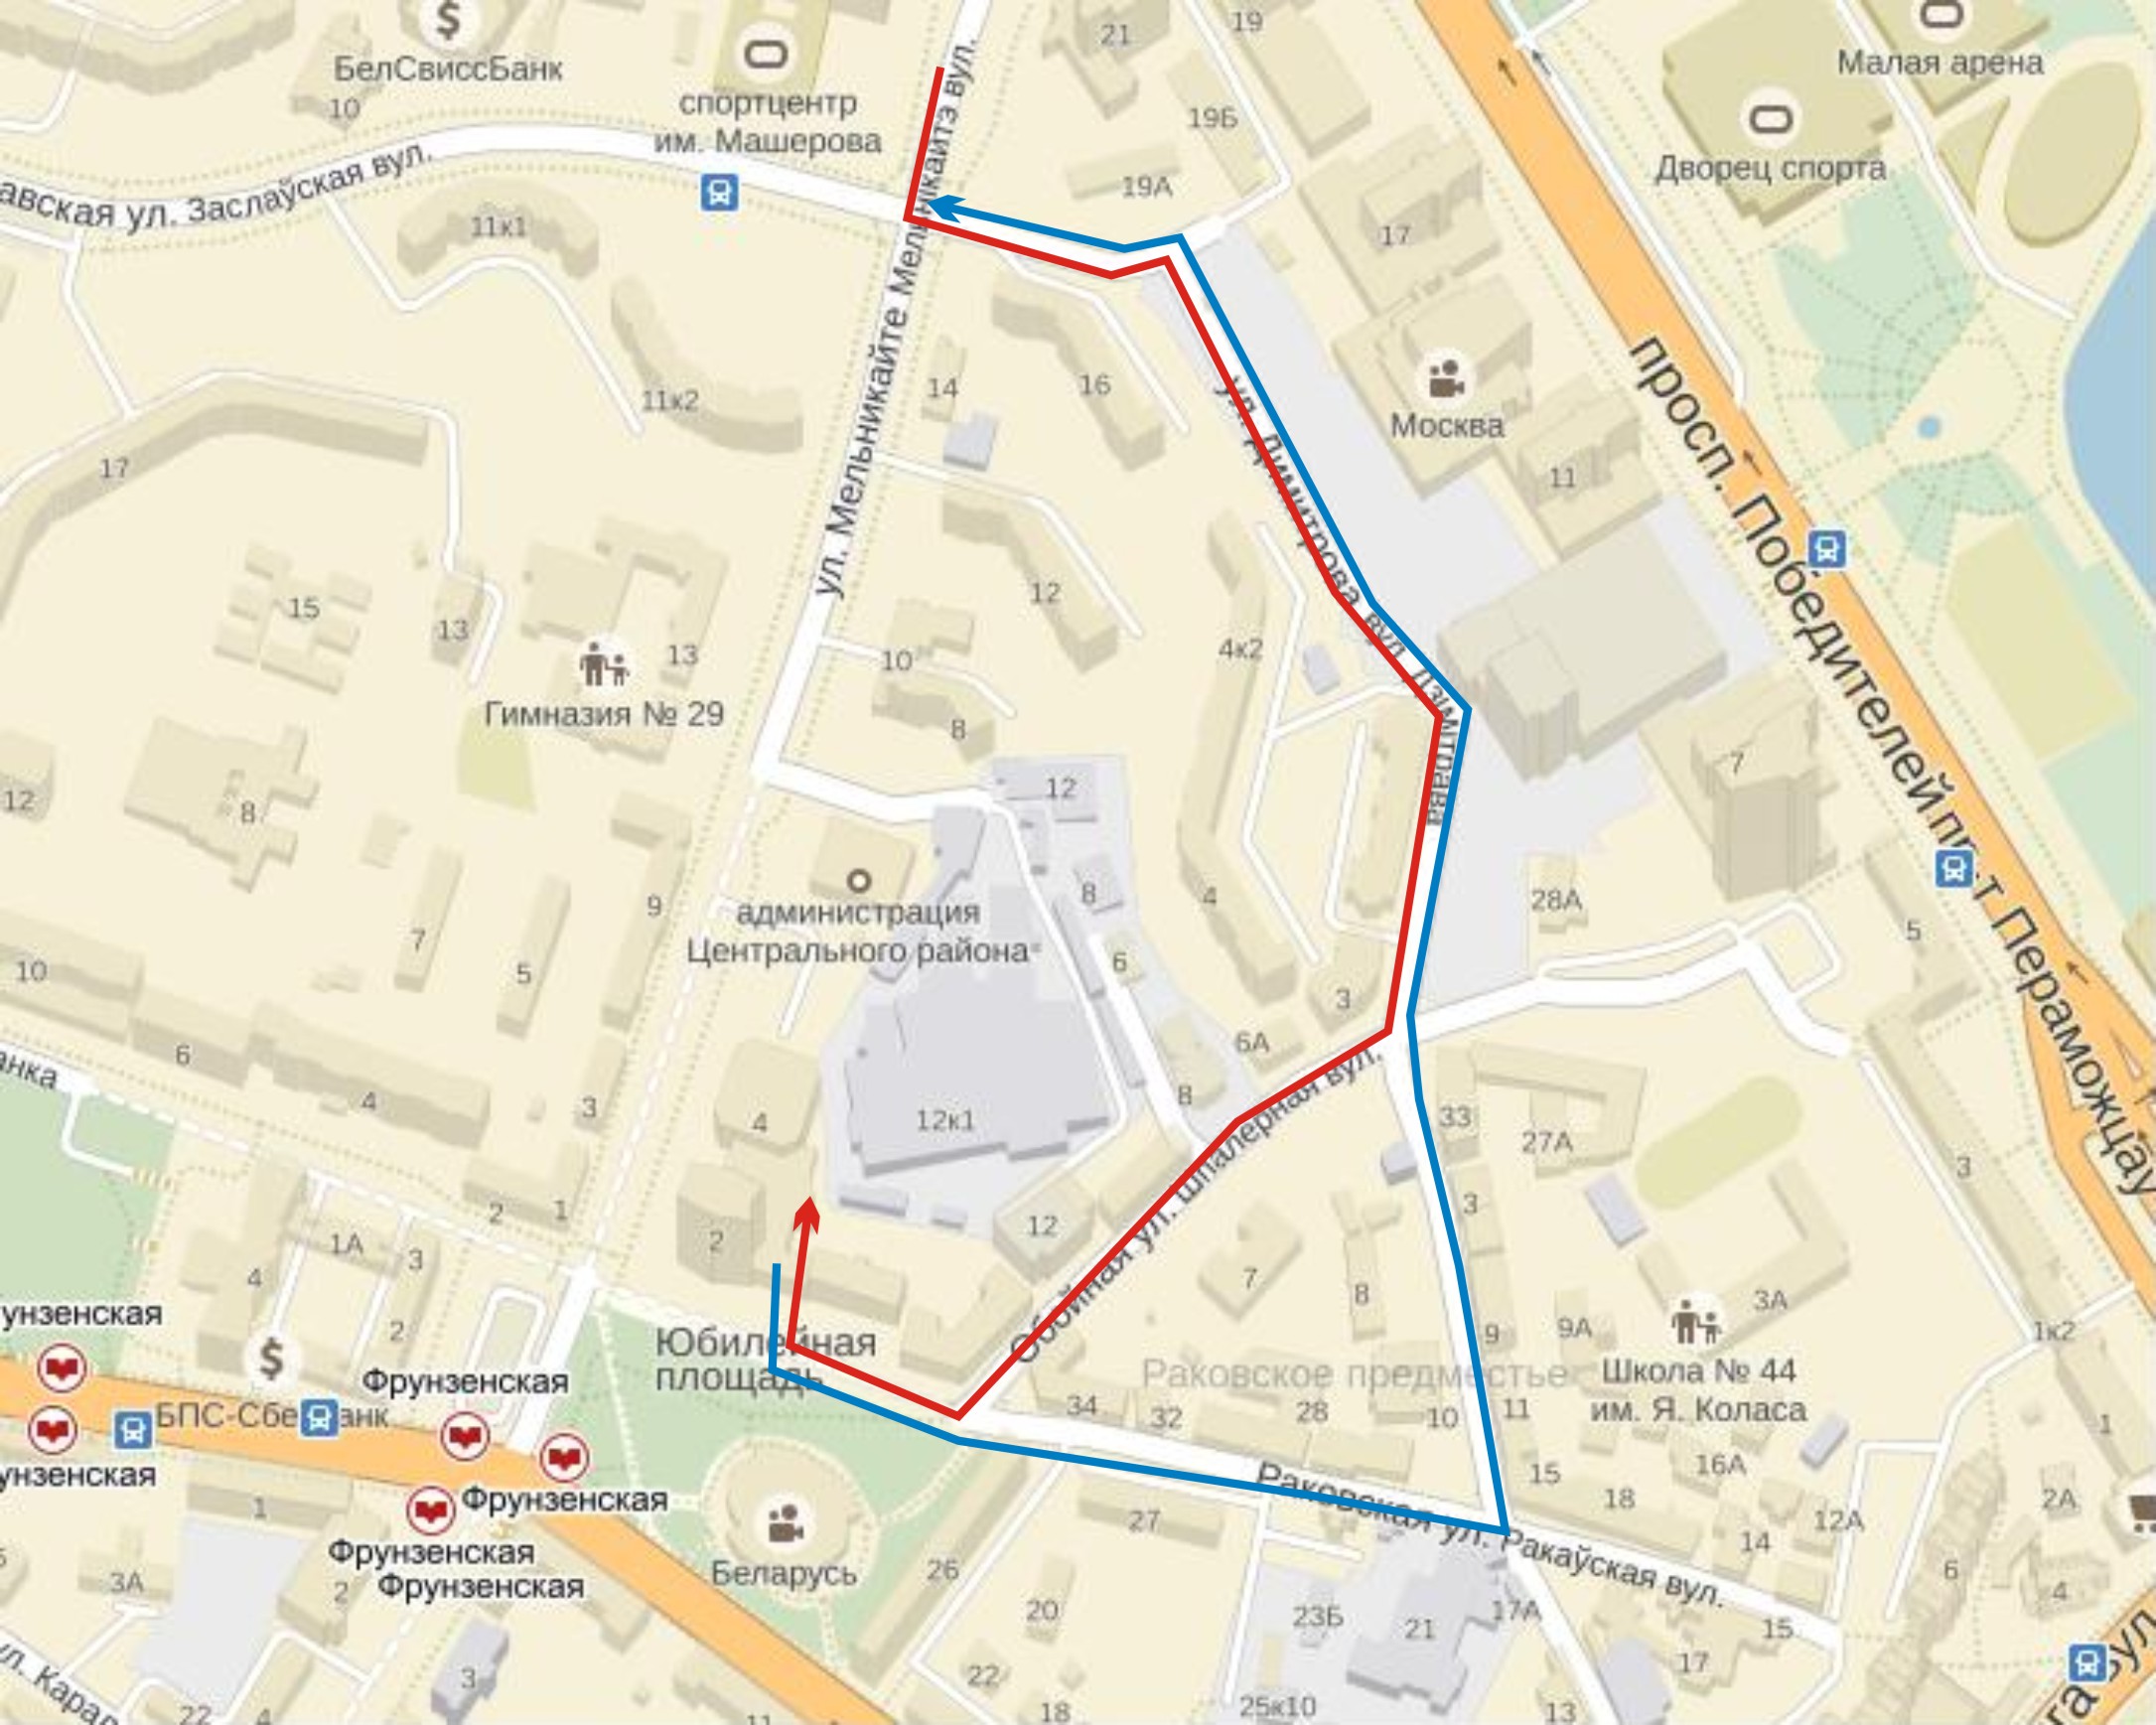 21
19
БелСвиссБанк
10
спортцентр
им. Машерова
Малая арена
19Б
Дворец спорта
19А
авская ул. Заслаўская вул.
11к1
17
ул. Мельникайте Мельнікайтэ вул.
14
16
11к2
Москва
17
11
просп. Победителей пр-т Пераможцаў
ул. Димитрова вул. Дзімітрава
15
13
12
13
10
4к2
Гимназия № 29
8
7
12
8
12
администрация
Центрального района
9
8
4
28А
7
5
10
5
6
3
6
6А
анка
4
3
4
12к1
8
33
27А
3
2
1
2
12
3
1А
3
4
7
8
3А
Обойная ул. Шпалерная вул.
2
9
9А
1к2
Фрунзенская
Юбилейная
площадь
Школа № 44
им. Я. Коласа
Раковское предместье
34
32
28
10
11
1
БПС-Сбербанк
Фрунзенская
15
16А
18
2А
Раковская ул. Ракаўская вул.
27
14
12А
1
Фрунзенская
Фрунзенская
Беларусь
26
6
4
3А
2
20
23Б
21
17А
15
17
22
18
25к10
13
3
22
4
11
ул. Карад